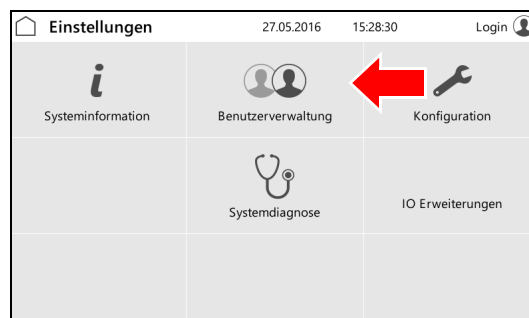 Einstellungen 27.05.2016 15:28:30 Login
Systeminformation Benutzerverwaltung Konfiguration
Systemdiagnose IO Erweiterungen